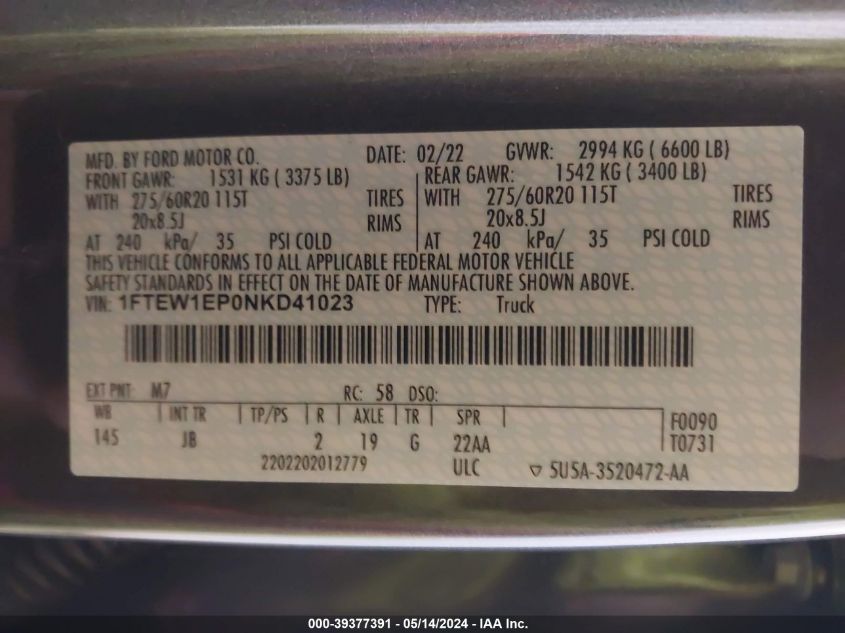 MFD. BY FORD MOTOR CO. DATE: 02/22 GVWR: 2994 KG ( 6600 LB)
FRONT GAWR: 1531 KG ( 3375 LB) REAR GAWR: 1542 KG ( 3400 LB)
WITH 275/60R20 115T TIRES WITH 275/60R20 115T TIRES
20x8.5J RIMS 20x8.5J RIMS
AT 240 kPa/ 35 PSI COLD AT 240 kPa/ 35 PSI COLD
THIS VEHICLE CONFORMS TO ALL APPLICABLE FEDERAL MOTOR VEHICLE
SAFETY STANDARDS IN EFFECT ON THE DATE OF MANUFACTURE SHOWN ABOVE.
VIN: 1FTEW1EP0NKD41023 TYPE: Truck
EXT PNT: M7 RC: 58 DSO:
WB INT TR TP/PS R AXLE TR SPR F0090
145 JB 2 19 G 22AA T0731
2202202012779 ULC ▽ 5U5A-3520472-AA
000-39377391 - 05/14/2024 - IAA Inc.